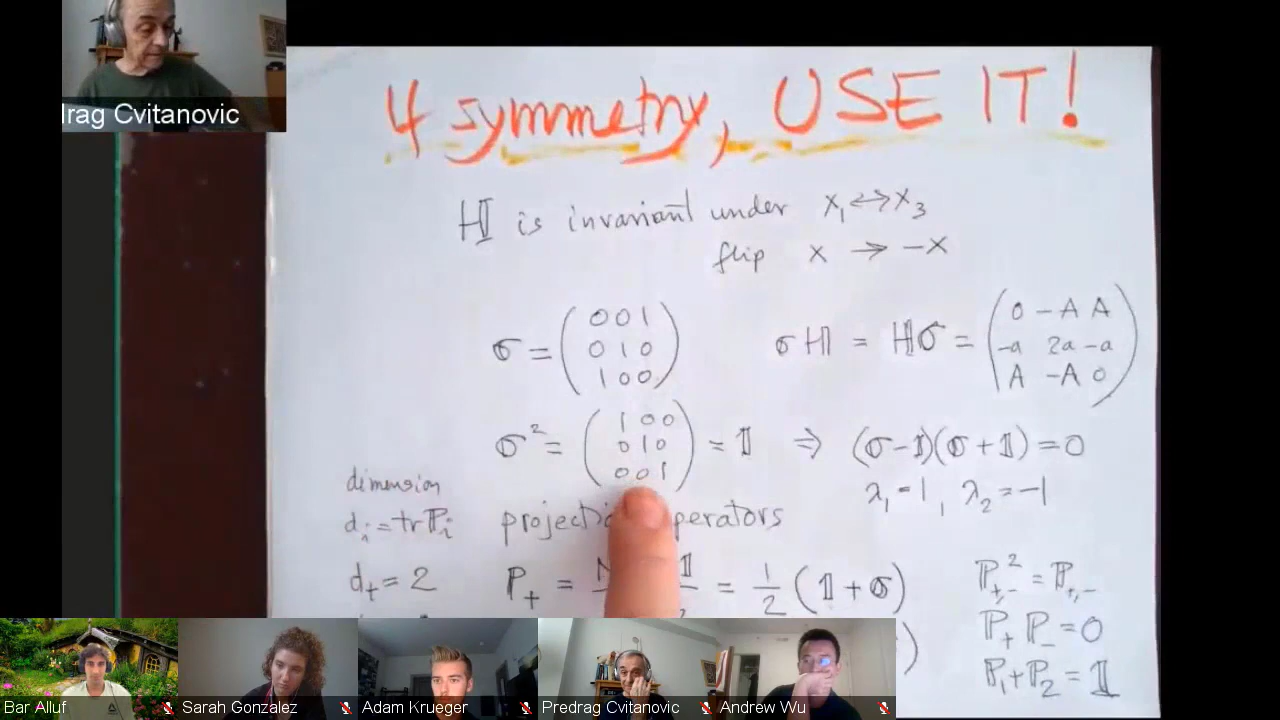 drag Cvitanovic
4 symmetry, USE IT!
H is invariant under x₁↔x₃
flip x → -x
σ = (0 0 1
0 1 0
1 0 0)
σH = Hσ = (0 -A A
-a 2a -a
A -A 0)
σ² = (1 0 0
0 1 0
0 0 1) = 1 ⇒ (σ-1)(σ+1) = 0
λ₁ = 1, λ₂ = -1
dimension
dᵢ = tr Pᵢ
d₊ = 2
P₊ = = 1/2 (1 + σ)
P₊,₋² = P₊,₋
P₊ P₋ = 0
P₁ + P₂ = 1
Bar Alluf
Sarah Gonzalez
Adam Krueger
Predrag Cvitanovic
Andrew Wu